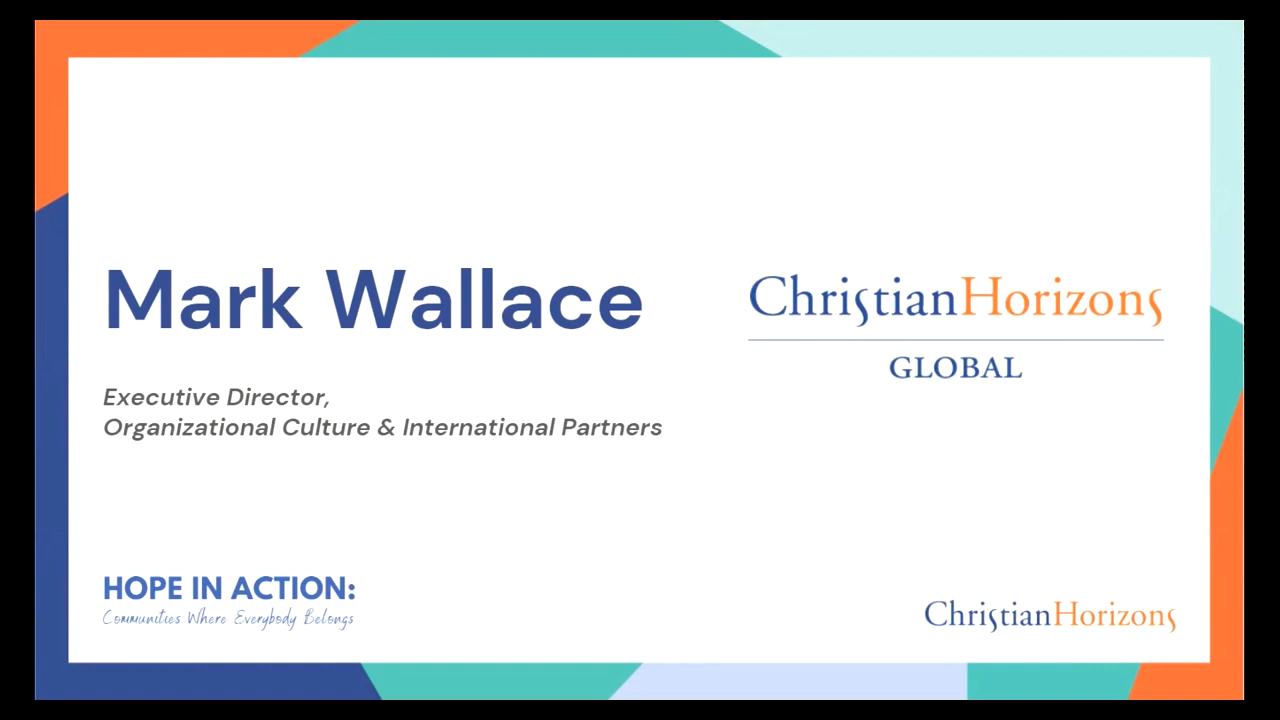 Mark Wallace
Executive Director,
Organizational Culture & International Partners
ChristianHorizons
GLOBAL
HOPE IN ACTION:
Communities Where Everybody Belongs
ChristianHorizons